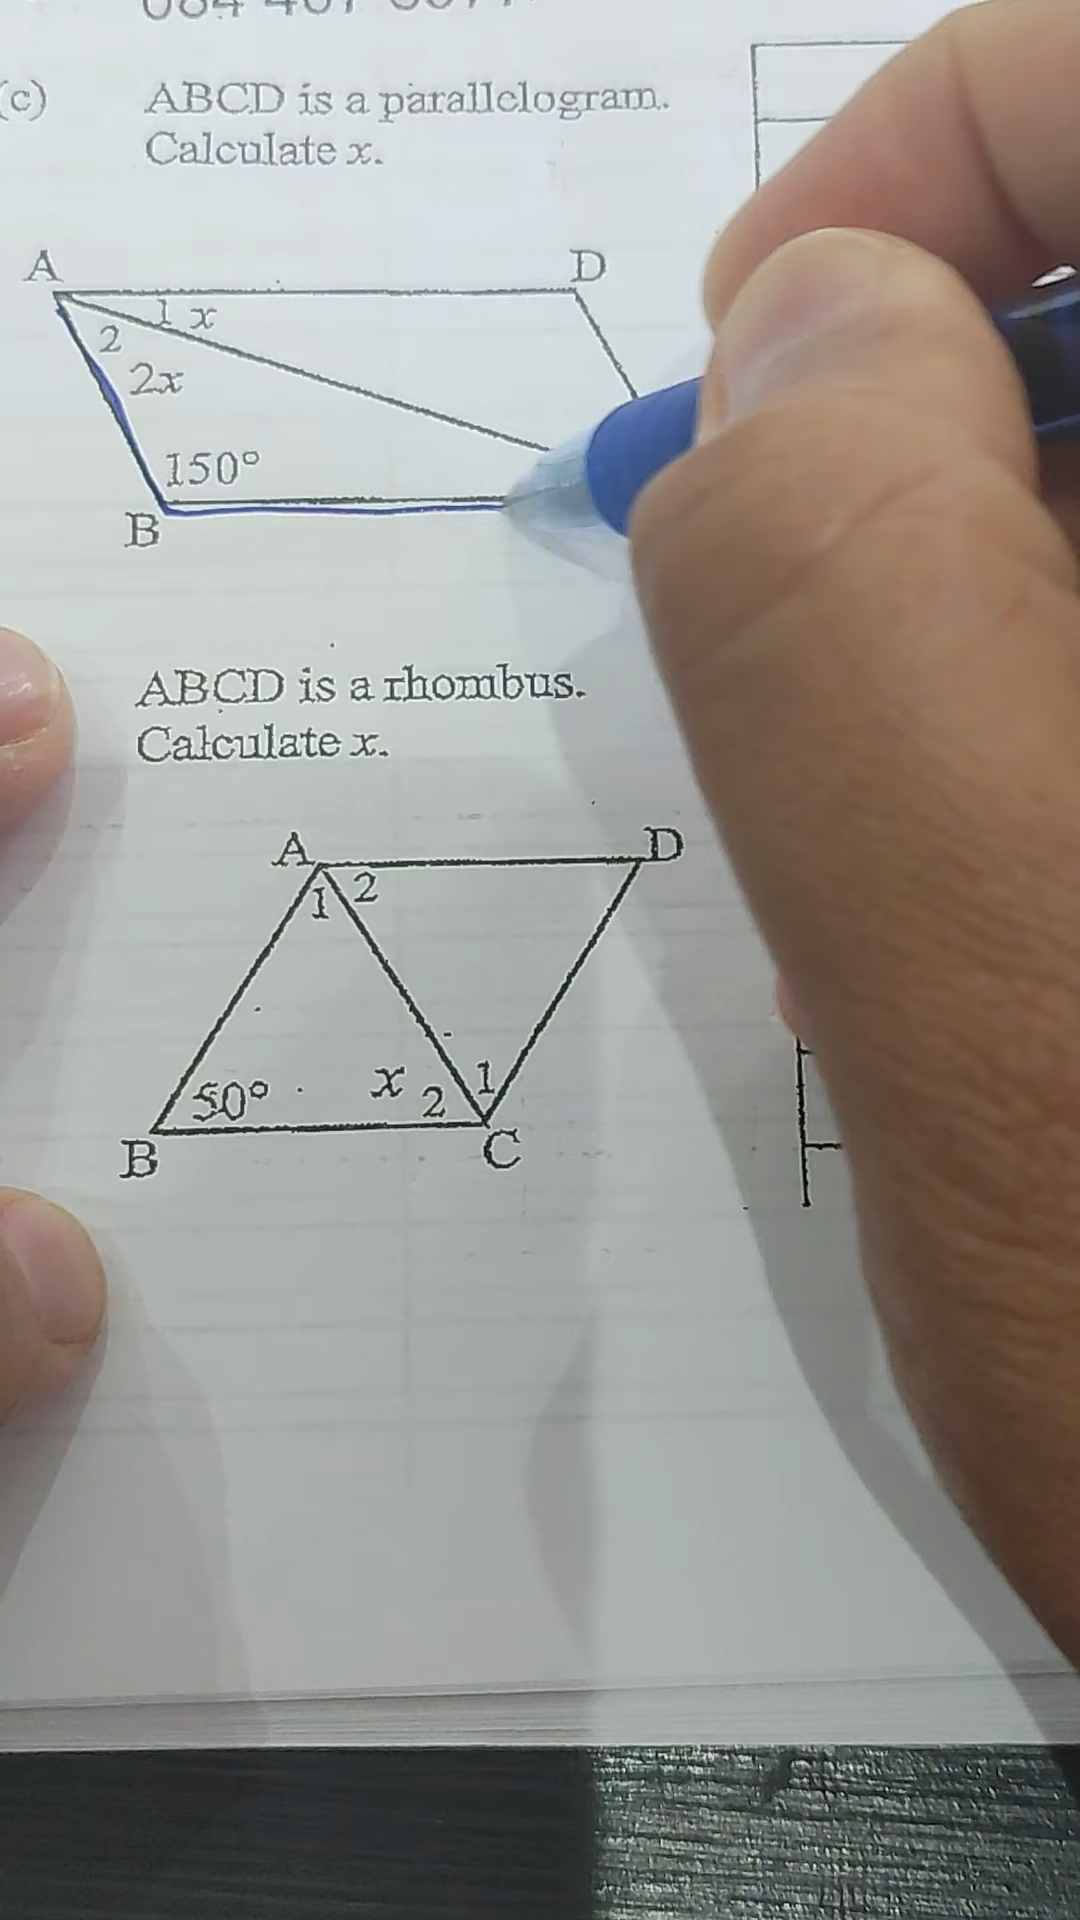 (c) ABCD is a parallelogram.
Calculate x.
A D
1 x
2
2x
150°
B
ABCD is a rhombus.
Calculate x.
A D
1 2
50° x 2 1
B C